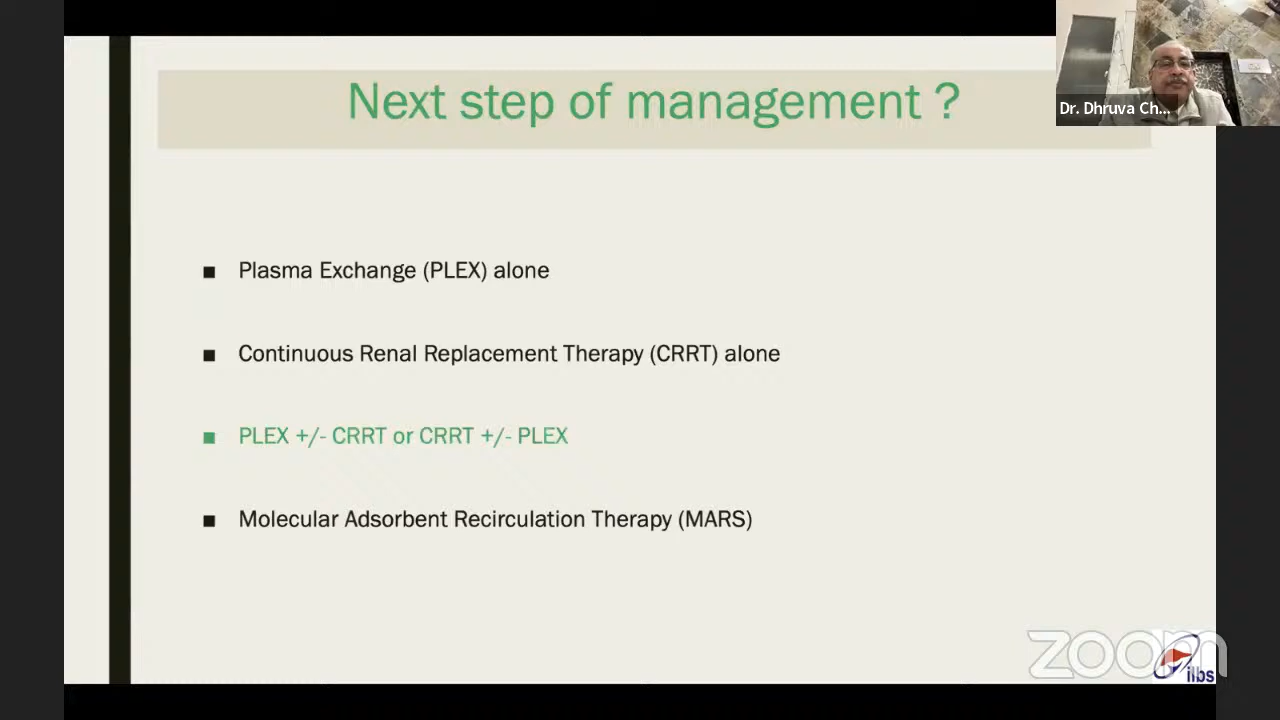 Next step of management ?
Dr. Dhruva Ch...
Plasma Exchange (PLEX) alone
Continuous Renal Replacement Therapy (CRRT) alone
PLEX +/- CRRT or CRRT +/- PLEX
Molecular Adsorbent Recirculation Therapy (MARS)
zoom
ilbs